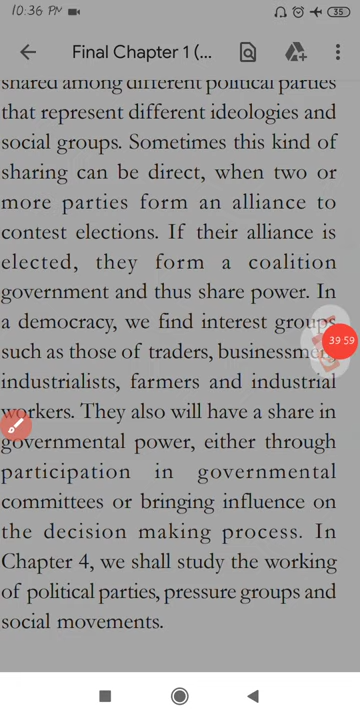 10:36 PM 35
Final Chapter 1 (...
shared among different political parties
that represent different ideologies and
social groups. Sometimes this kind of
sharing can be direct, when two or
more parties form an alliance to
contest elections. If their alliance is
elected, they form a coalition
government and thus share power. In
a democracy, we find interest groups
such as those of traders, businessmen,
industrialists, farmers and industrial
workers. They also will have a share in
governmental power, either through
participation in governmental
committees or bringing influence on
the decision making process. In
Chapter 4, we shall study the working
of political parties, pressure groups and
social movements.
39:59